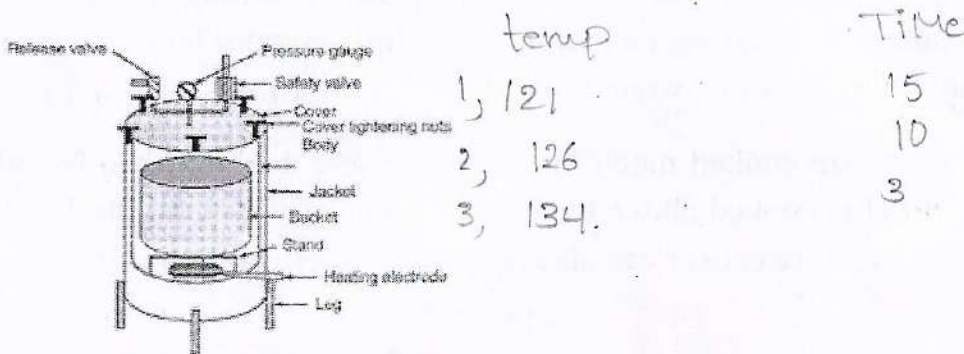 Release valve
Pressure gauge
Safety valve
Cover
Cover tightening nuts
Body
Jacket
Bucket
Stand
Heating electrode
Leg
temp Time
1, 121 15
2, 126 10
3, 134. 3